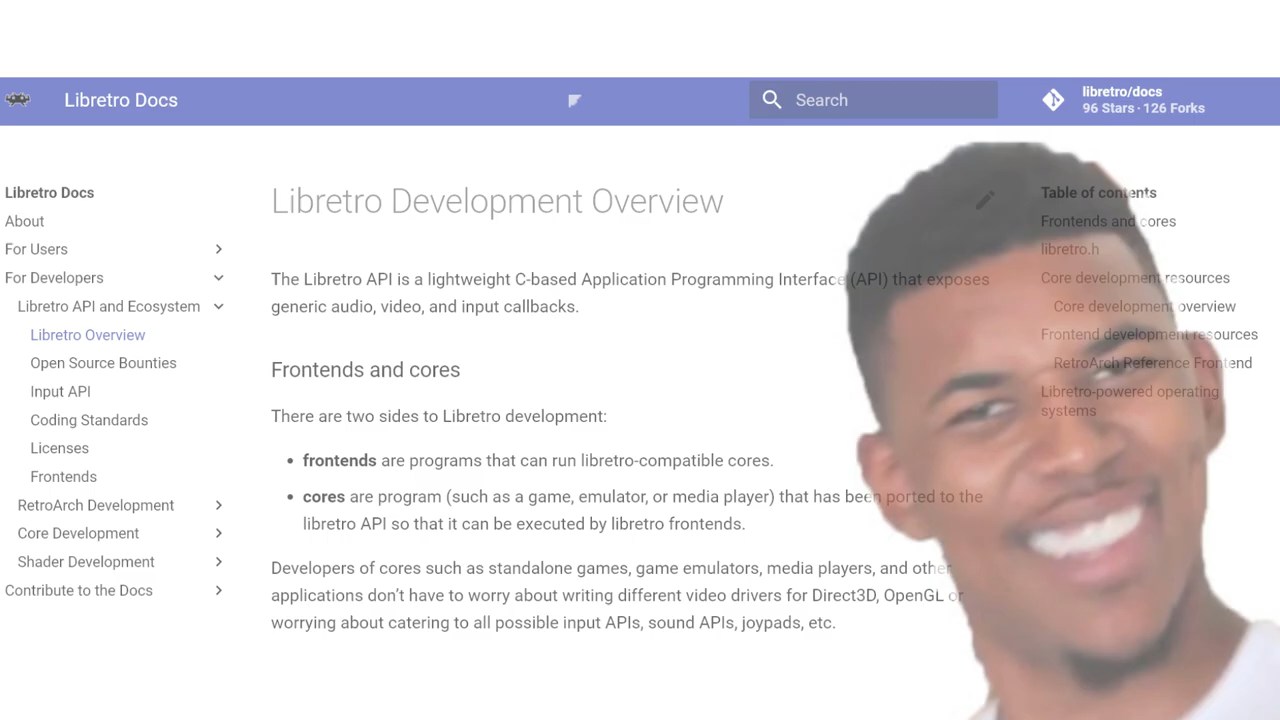 Libretro Docs
Search
libretro/docs
96 Stars · 126 Forks
Libretro Docs
About
For Users
For Developers
Libretro API and Ecosystem
Libretro Overview
Open Source Bounties
Input API
Coding Standards
Licenses
Frontends
RetroArch Development
Core Development
Shader Development
Contribute to the Docs
Libretro Development Overview
The Libretro API is a lightweight C-based Application Programming Interface (API) that exposes
generic audio, video, and input callbacks.
Frontends and cores
There are two sides to Libretro development:
• frontends are programs that can run libretro-compatible cores.
• cores are program (such as a game, emulator, or media player) that has been ported to the
libretro API so that it can be executed by libretro frontends.
Developers of cores such as standalone games, game emulators, media players, and other
applications don't have to worry about writing different video drivers for Direct3D, OpenGL or
worrying about catering to all possible input APIs, sound APIs, joypads, etc.
Table of contents
Frontends and cores
libretro.h
Core development resources
Core development overview
Frontend development resources
RetroArch Reference Frontend
Libretro-powered operating
systems